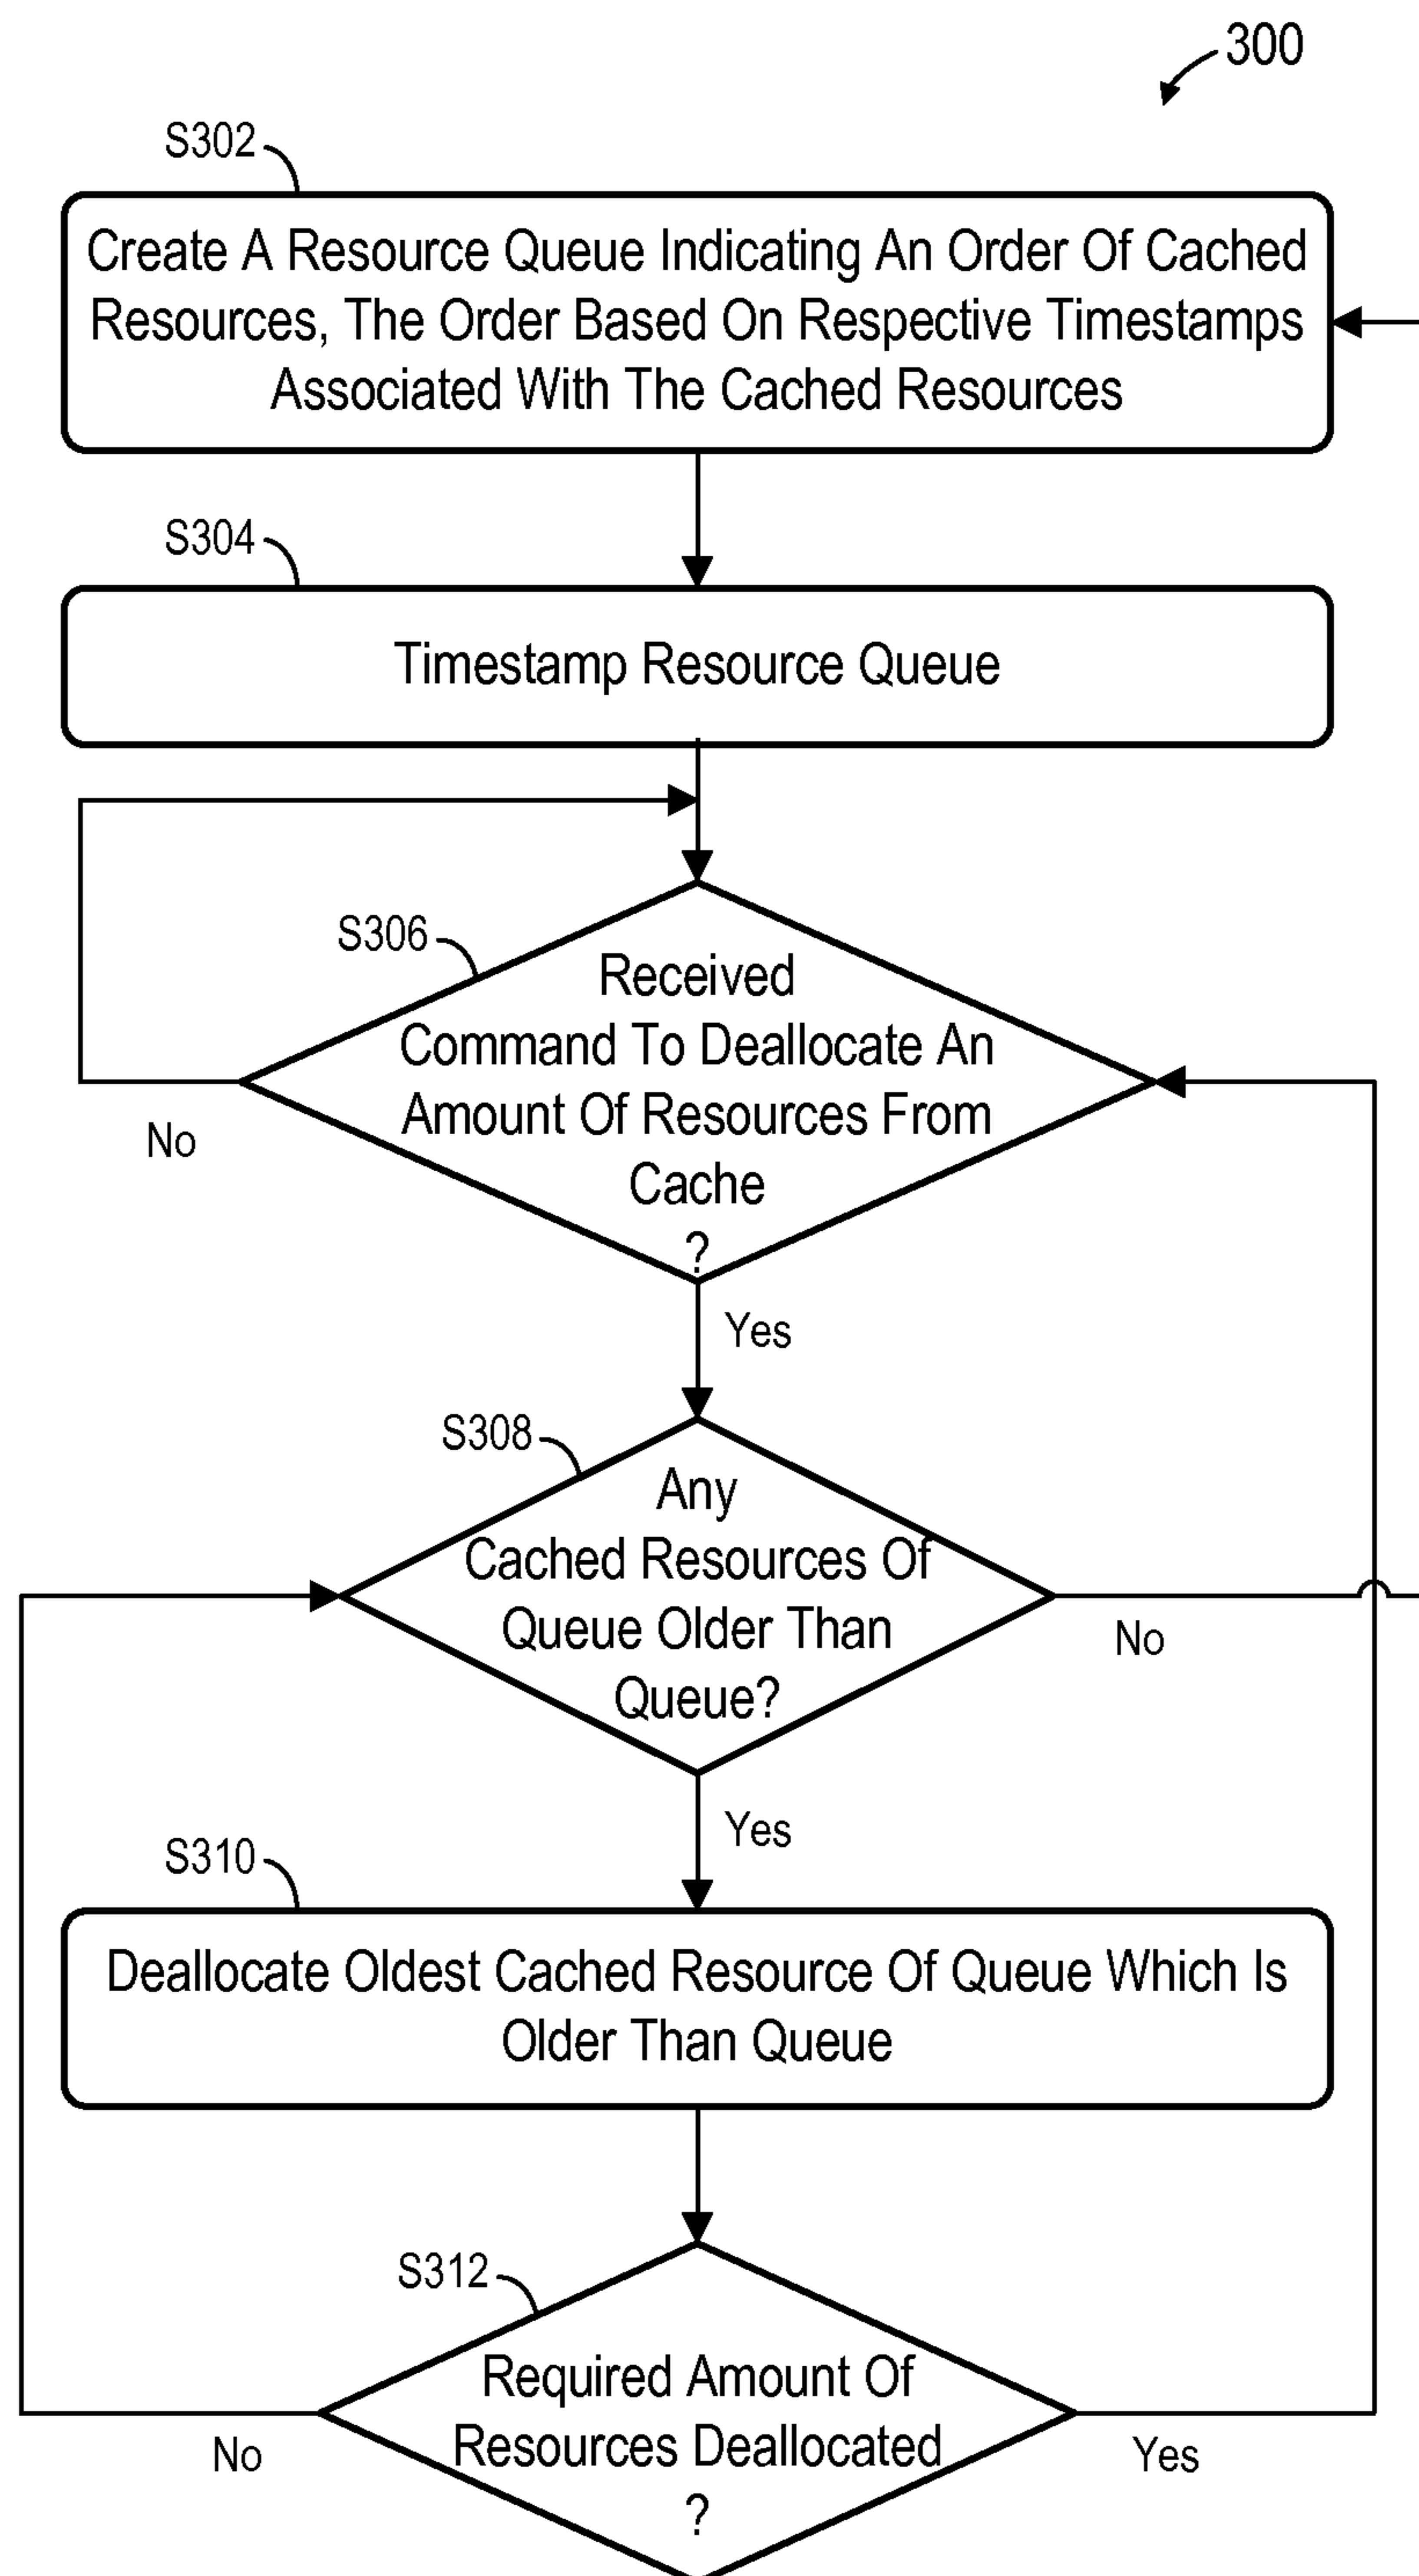 300
S302
Create A Resource Queue Indicating An Order Of Cached
Resources, The Order Based On Respective Timestamps
Associated With The Cached Resources
S304
Timestamp Resource Queue
S306
Received
Command To Deallocate An
Amount Of Resources From
Cache
?
No
Yes
S308
Any
Cached Resources Of
Queue Older Than
Queue?
No
Yes
S310
Deallocate Oldest Cached Resource Of Queue Which Is
Older Than Queue
S312
Required Amount Of
Resources Deallocated
?
No
Yes